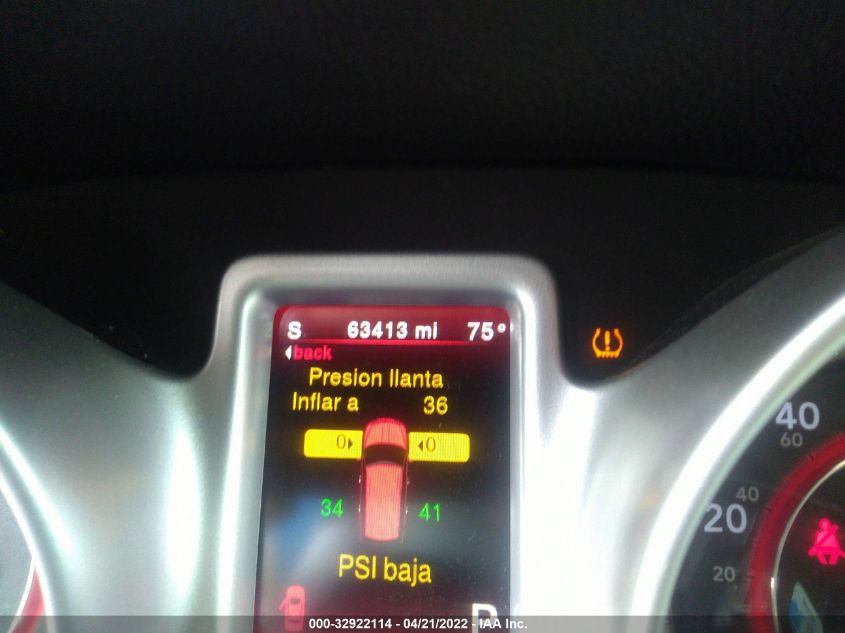 S 63413 mi 75°
back
Presion llanta
Inflar a 36
0 0
34 41
PSI baja
40
60
40
20
20
000-32922114 - 04/21/2022 - IAA Inc.